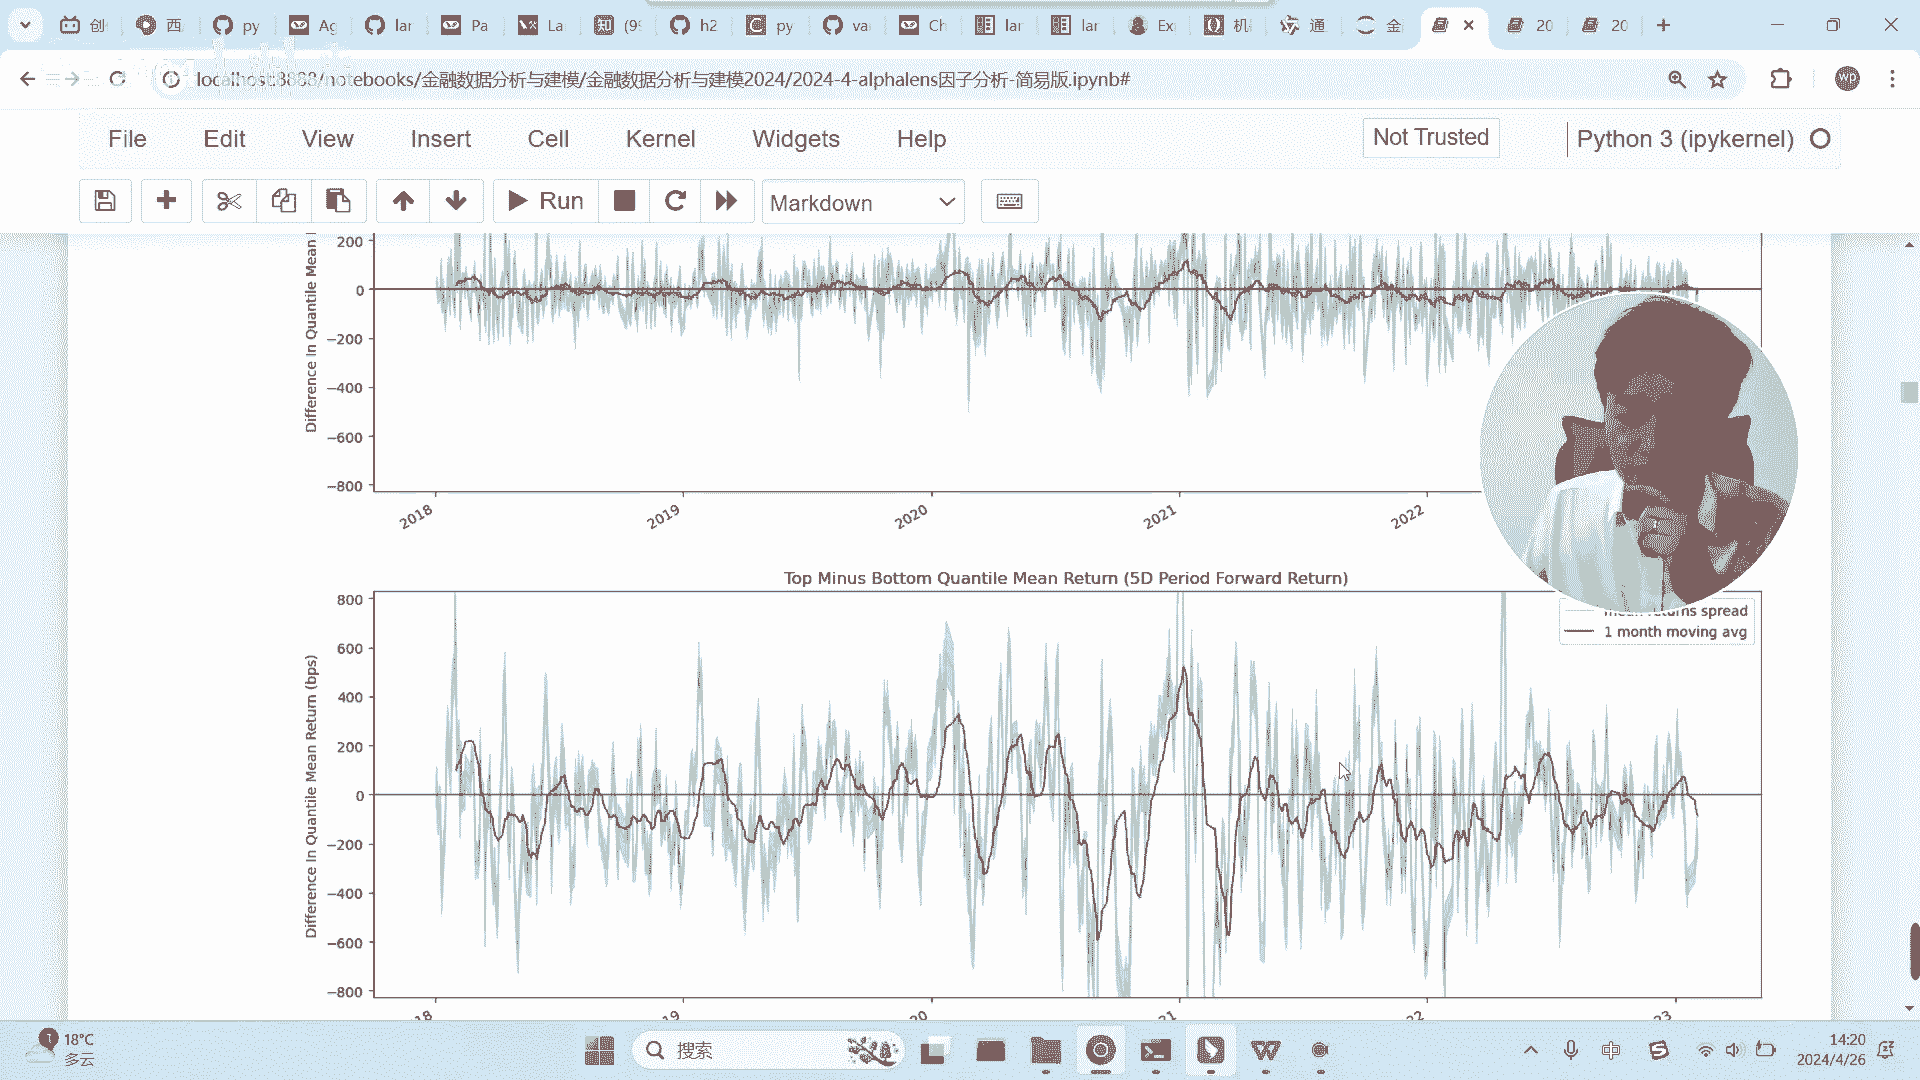 创 西 py Ag lar Pa La (9 h2 py va Ch lar lar Ex 机 通 金 20 20
localhost:8888/notebooks/金融数据分析与建模/金融数据分析与建模2024/2024-4-alphalens因子分析-简易版.ipynb#
wp
File Edit View Insert Cell Kernel Widgets Help Not Trusted Python 3 (ipykernel)
Run Markdown
Difference In Quantile Mean
200
0
−200
−400
−600
−800
2018 2019 2020 2021 2022
Top Minus Bottom Quantile Mean Return (5D Period Forward Return)
mean returns spread
1 month moving avg
Difference In Quantile Mean Return (bps)
800
600
400
200
0
−200
−400
−600
−800
18 19 20 21 22 23
18°C
多云
搜索
中
14:20
2024/4/26